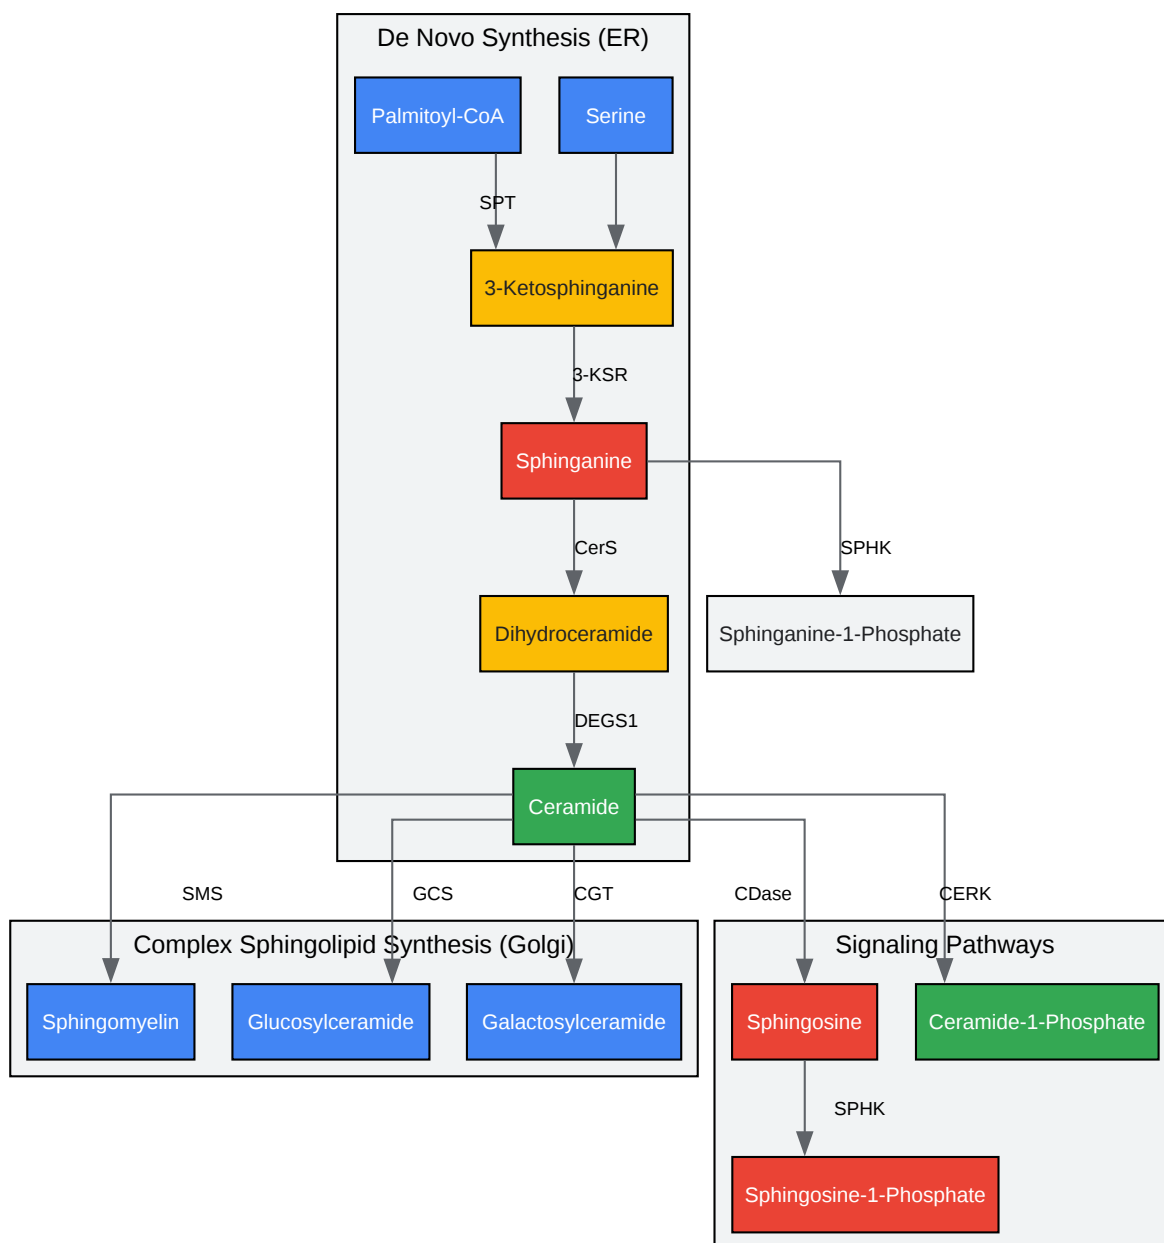 De Novo Synthesis (ER)
Palmitoyl-CoA
Serine
SPT
3-Ketosphinganine
3-KSR
Sphinganine
CerS
SPHK
Dihydroceramide
Sphinganine-1-Phosphate
DEGS1
Ceramide
SMS
GCS
CGT
CDase
CERK
Complex Sphingolipid Synthesis (Golgi)
Signaling Pathways
Sphingomyelin
Glucosylceramide
Galactosylceramide
Sphingosine
Ceramide-1-Phosphate
SPHK
Sphingosine-1-Phosphate